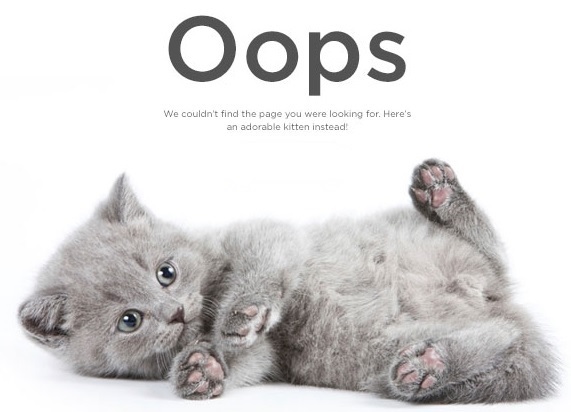 Oops
We couldn't find the page you were looking for. Here's
an adorable kitten instead!